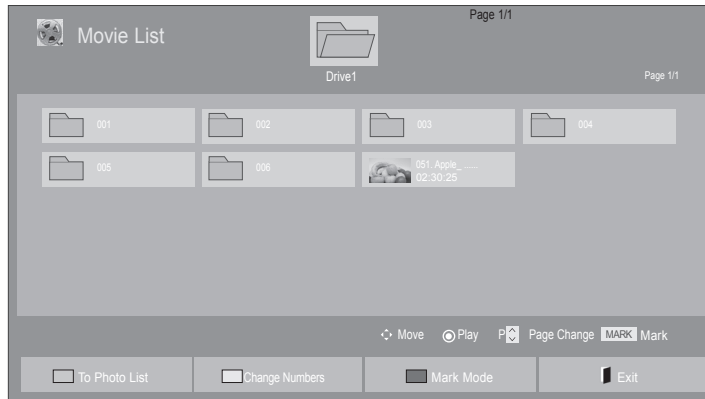 Page 1/1
Movie List
Drive1
Page 1/1
001
002
003
004
005
006
051. Apple_ ......
02:30:25
Move
Play
P
Page Change
MARK
Mark
To Photo List
Change Numbers
Mark Mode
Exit